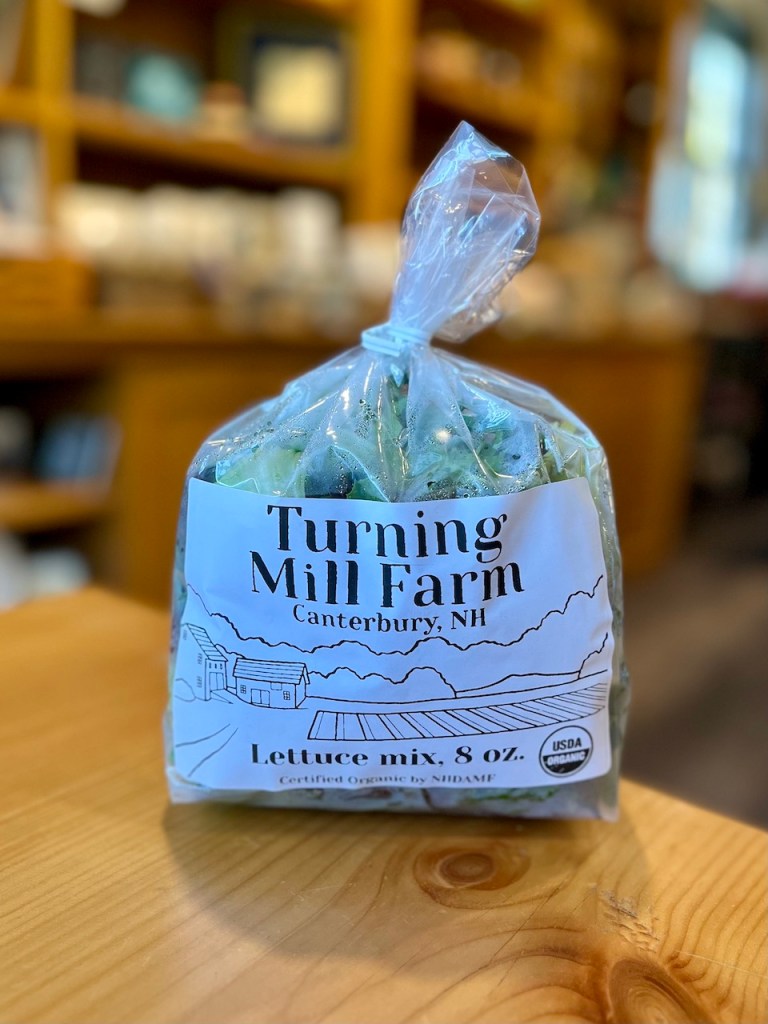 Turning
Mill Farm
Canterbury, NH
Lettuce mix, 8 oz.
USDA
ORGANIC
Certified Organic by NHDAMF